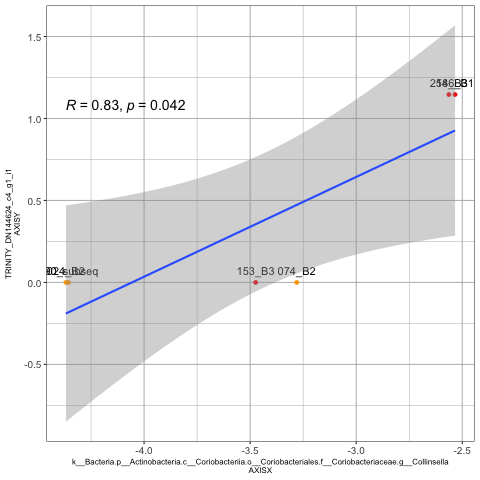 1.5
1.0
0.5
0.0
-0.5
R = 0.83, p = 0.042
153_B3 074_B2
-4.0 -3.5 -3.0 -2.5
k__Bacteria.p__Actinobacteria.c__Coriobacteriia.o__Coriobacteriales.f__Coriobacteriaceae.g__Collinsella
AXISX
TRINITY_DN144624_c4_g1_i1
AXISY